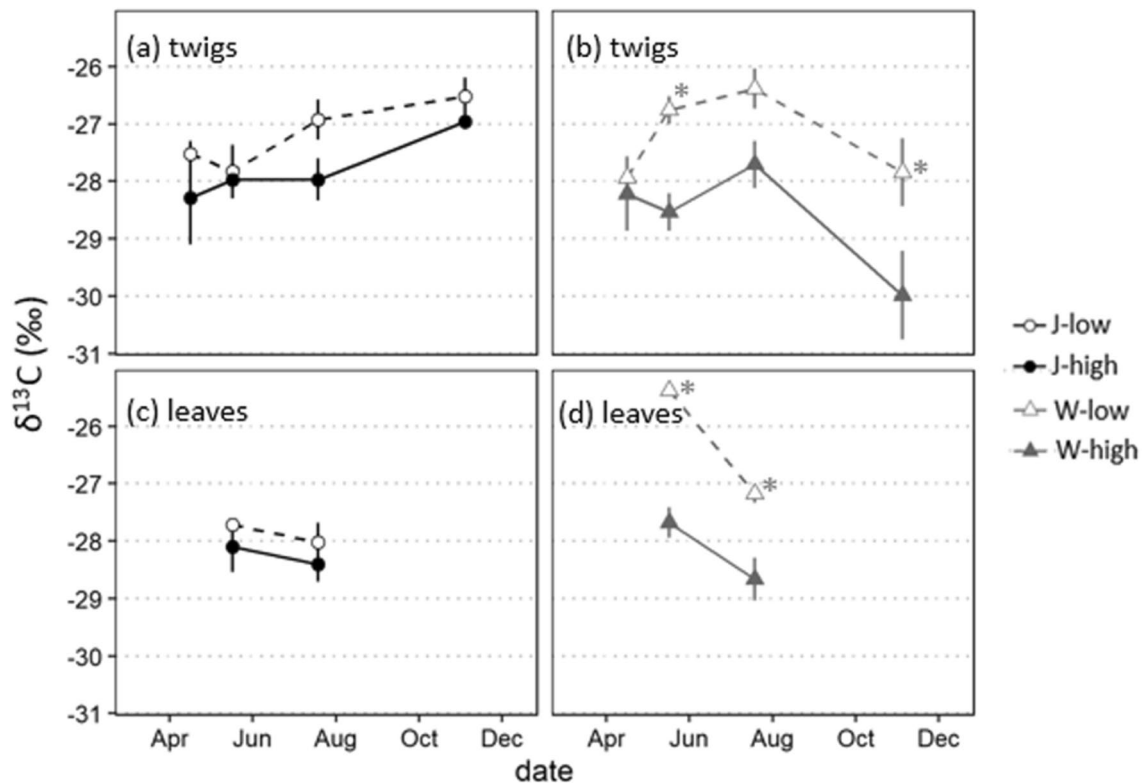 (a) twigs
(b) twigs
-26
-27
-28
-29
-30
-31
*
*
δ13C (‰)
J-low
J-high
W-low
W-high
(c) leaves
(d) leaves
-26
-27
-28
-29
-30
-31
*
*
Apr Jun Aug Oct Dec
Apr Jun Aug Oct Dec
date